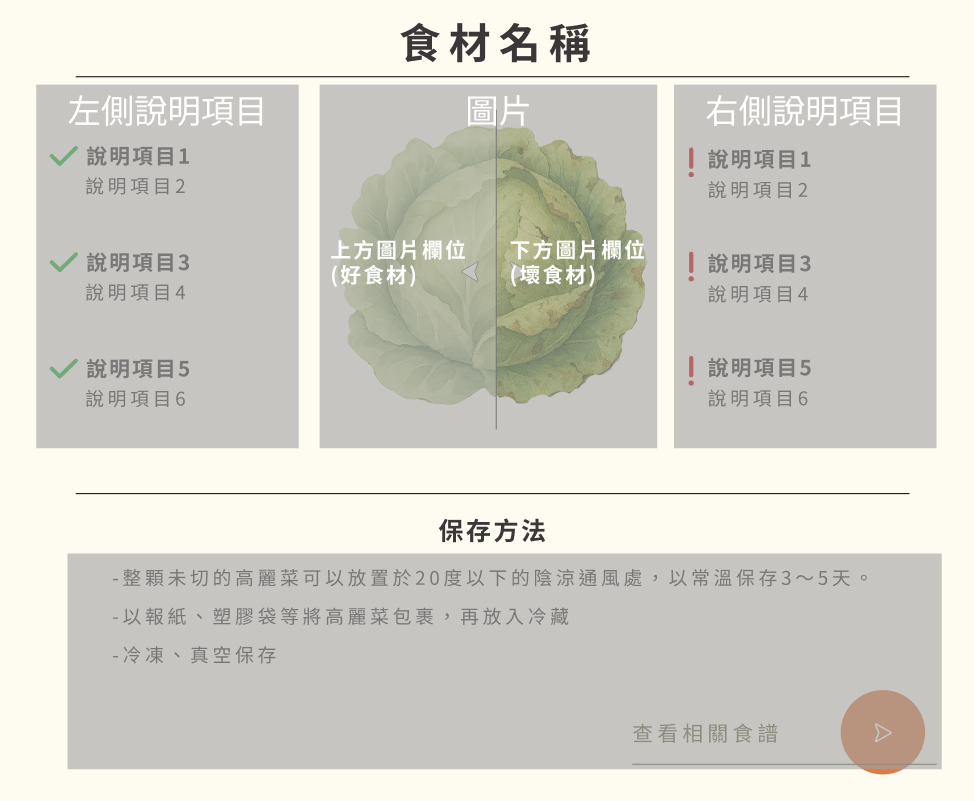 食材名稱
左側說明項目
說明項目1
說明項目2
說明項目3
說明項目4
說明項目5
說明項目6
圖片
上方圖片欄位
(好食材)
下方圖片欄位
(壞食材)
右側說明項目
說明項目1
說明項目2
說明項目3
說明項目4
說明項目5
說明項目6
保存方法
-整顆未切的高麗菜可以放置於20度以下的陰涼通風處，以常溫保存3～5天。
-以報紙、塑膠袋等將高麗菜包裹，再放入冷藏
-冷凍、真空保存
查看相關食譜